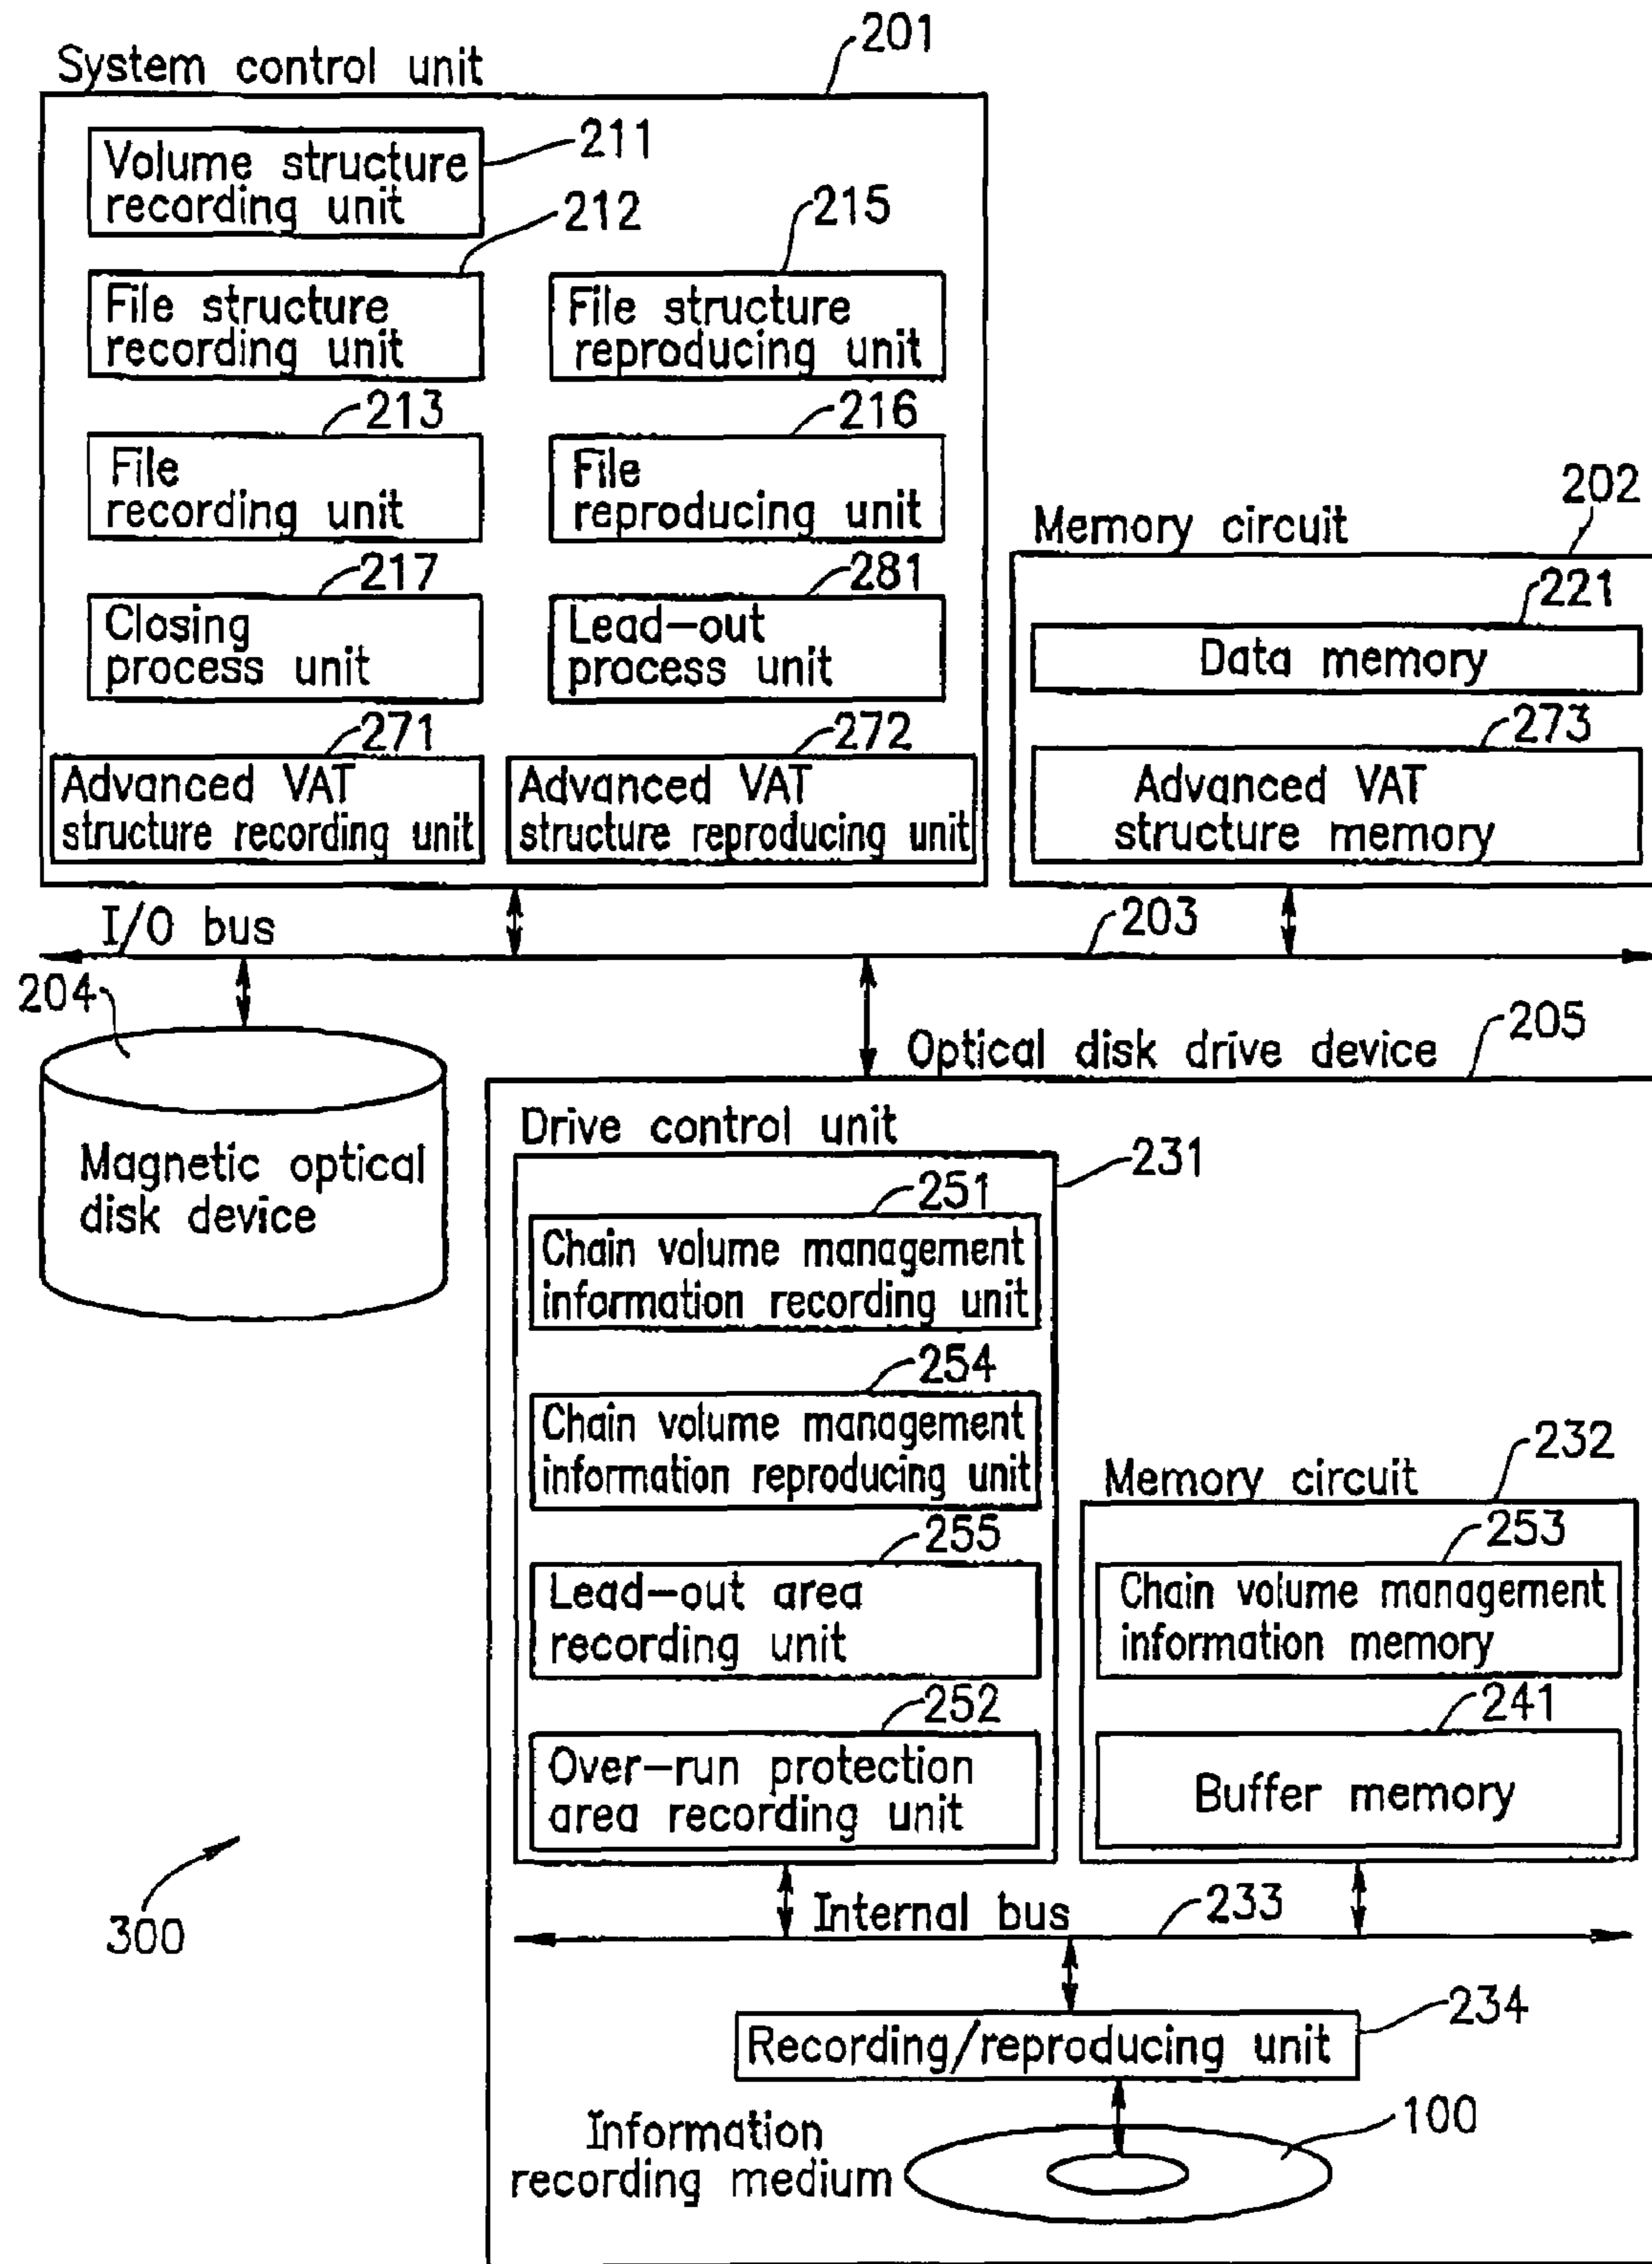 201
System control unit
Volume structure
recording unit
211
212
File structure
recording unit
215
File structure
reproducing unit
213
File
recording unit
216
File
reproducing unit
217
Closing
process unit
281
Lead-out
process unit
271
Advanced VAT
structure recording unit
272
Advanced VAT
structure reproducing unit
202
Memory circuit
221
Data memory
273
Advanced VAT
structure memory
I/O bus
203
204
Magnetic optical
disk device
205
Optical disk drive device
Drive control unit
231
251
Chain volume management
information recording unit
254
Chain volume management
information reproducing unit
255
Lead-out area
recording unit
252
Over-run protection
area recording unit
232
Memory circuit
253
Chain volume management
information memory
241
Buffer memory
300
Internal bus
233
234
Recording/reproducing unit
Information
recording medium
100